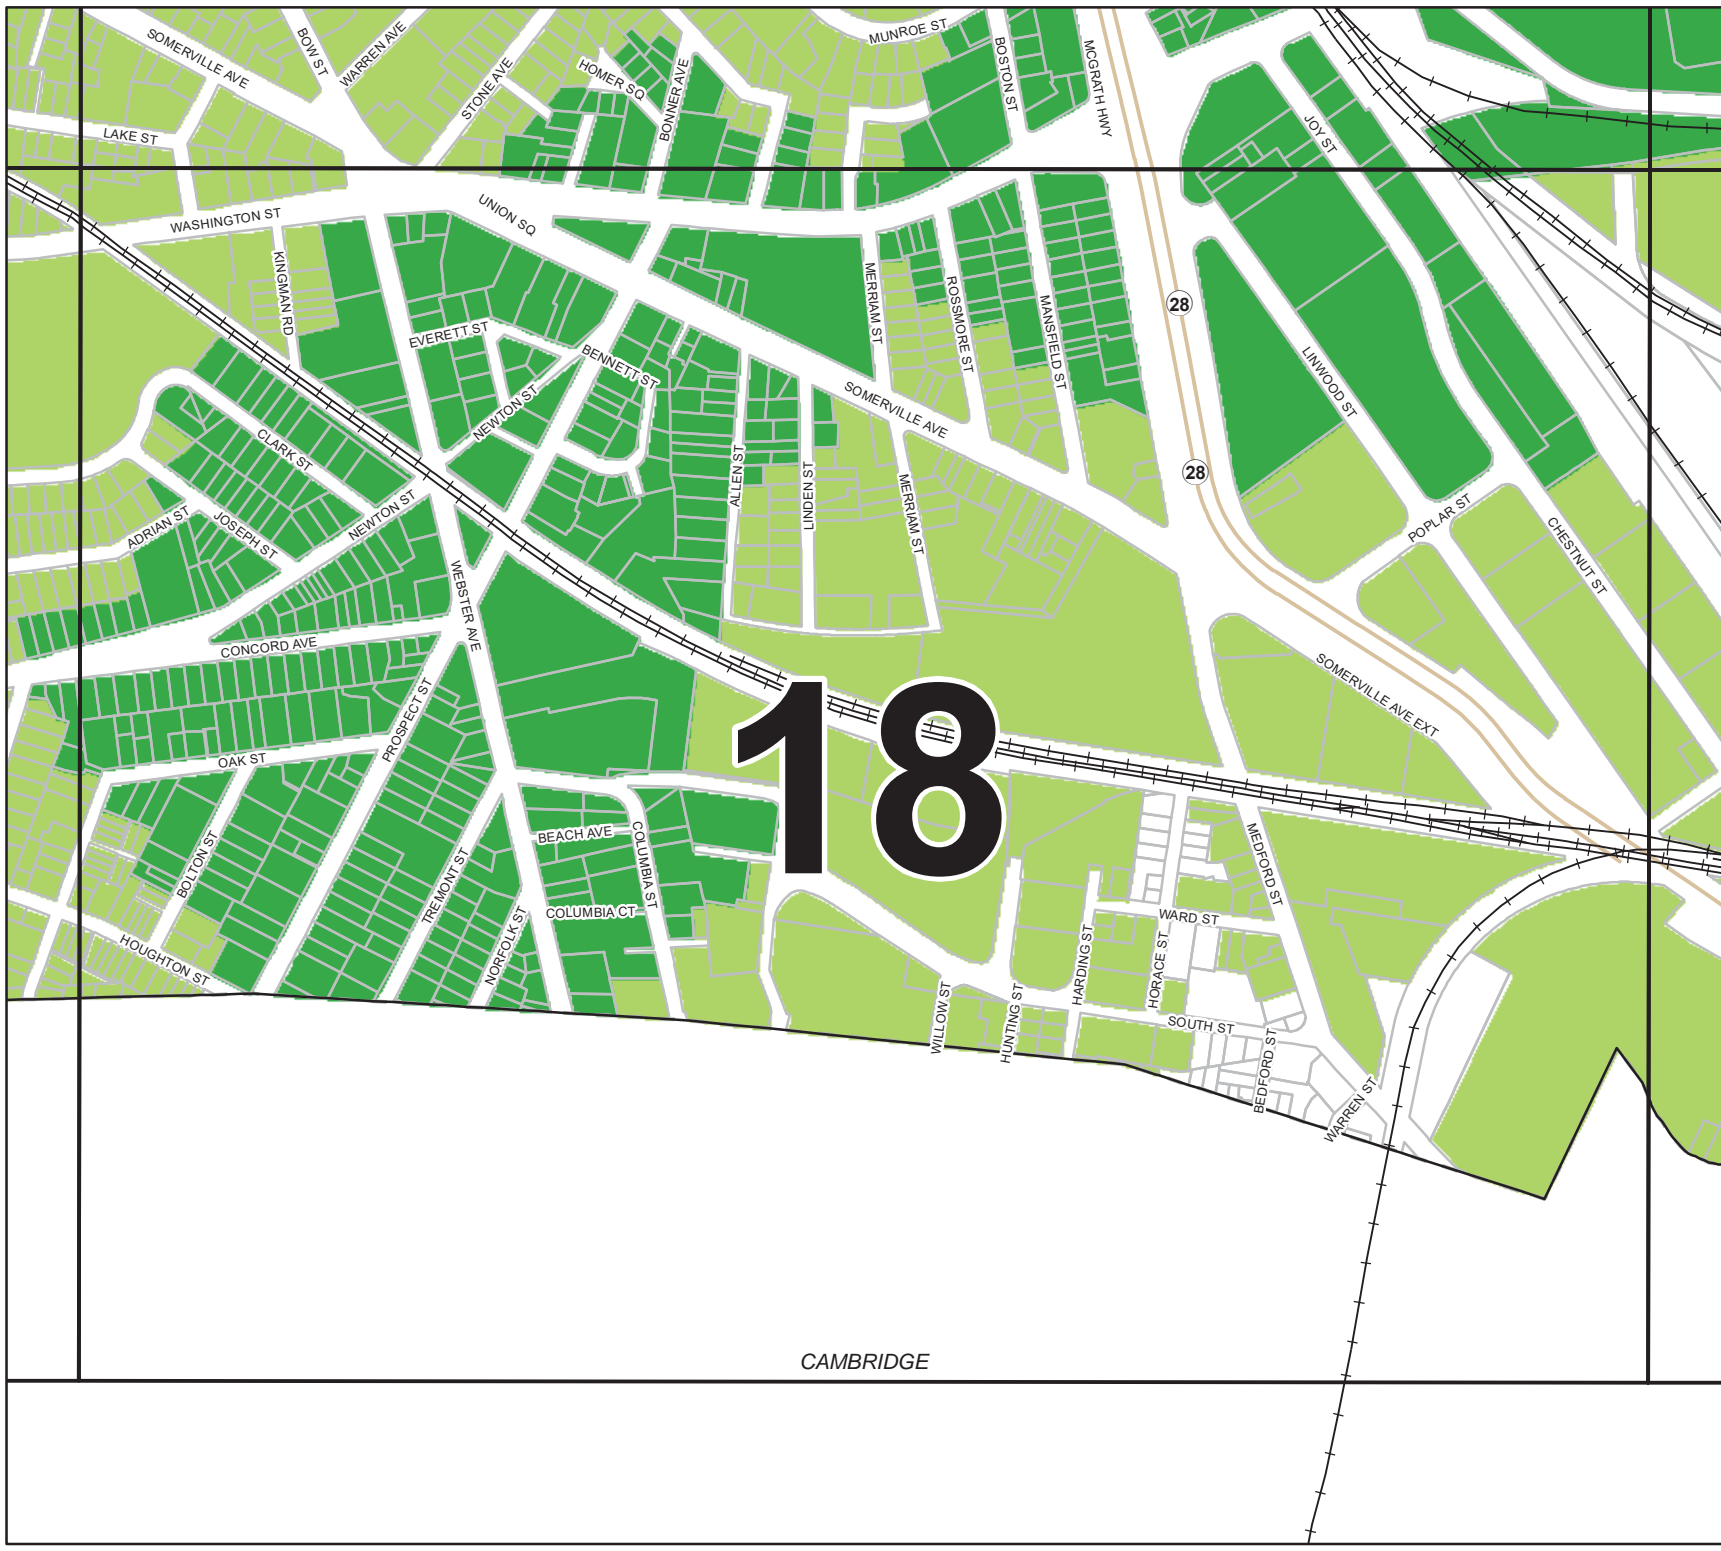 MUNROE ST
SOMERVILLE AVE
BOW ST
WARREN AVE
STONE AVE
HOMER SQ
BONNER AVE
BOSTON ST
MCGRATH HWY
LAKE ST
JOY ST
WASHINGTON ST
UNION SQ
KINGMAN RD
MERRIAM ST
ROSSMORE ST
MANSFIELD ST
28
EVERETT ST
BENNETT ST
LINWOOD ST
NEWTON ST
SOMERVILLE AVE
CLARK ST
ALLEN ST
LINDEN ST
MERRIAM ST
28
ADRIAN ST
JOSEPH ST
NEWTON ST
POPLAR ST
CHESTNUT ST
WEBSTER AVE
CONCORD AVE
PROSPECT ST
SOMERVILLE AVE EXT
OAK ST
18
BEACH AVE
COLUMBIA ST
MEDFORD ST
BOLTON ST
TREMONT ST
COLUMBIA CT
WARD ST
HOUGHTON ST
NORFOLK ST
HARDING ST
HORACE ST
WILLOW ST
HUNTING ST
SOUTH ST
BEDFORD ST
WARREN ST
CAMBRIDGE